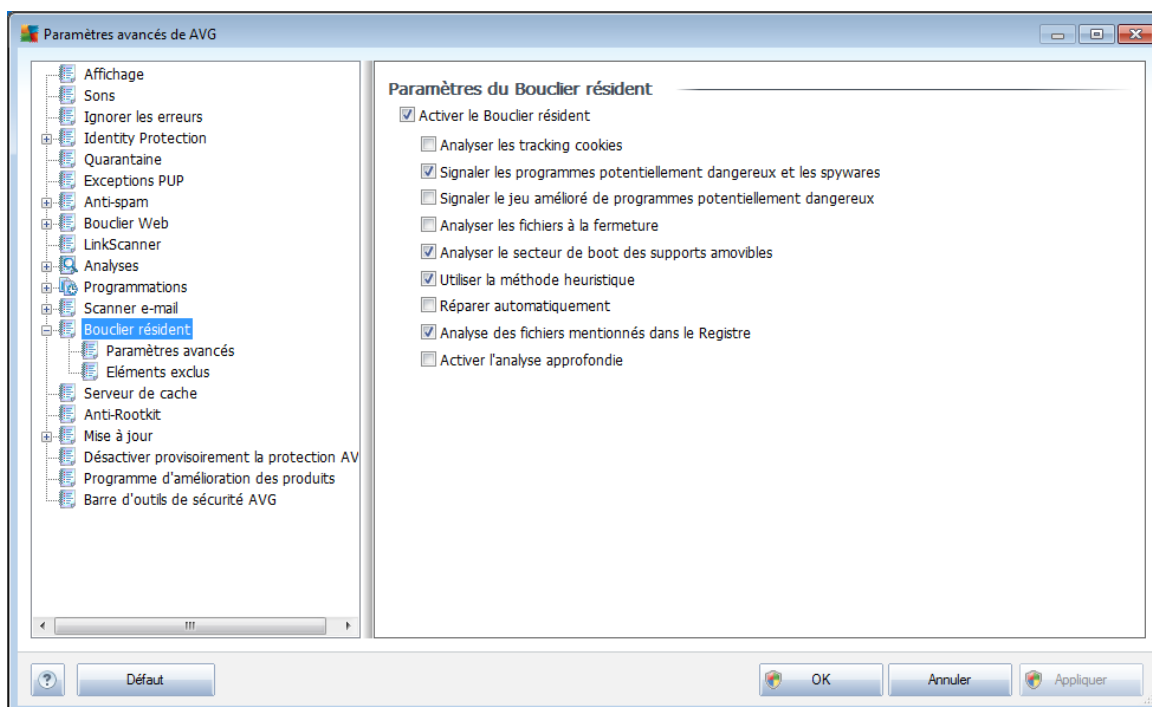 Paramètres avancés de AVG
Affichage
Sons
Ignorer les erreurs
Identity Protection
Quarantaine
Exceptions PUP
Anti-spam
Bouclier Web
LinkScanner
Analyses
Programmations
Scanner e-mail
Bouclier résident
Paramètres avancés
Eléments exclus
Serveur de cache
Anti-Rootkit
Mise à jour
Désactiver provisoirement la protection AV
Programme d'amélioration des produits
Barre d'outils de sécurité AVG
Paramètres du Bouclier résident
Activer le Bouclier résident
Analyser les tracking cookies
Signaler les programmes potentiellement dangereux et les spywares
Signaler le jeu amélioré de programmes potentiellement dangereux
Analyser les fichiers à la fermeture
Analyser le secteur de boot des supports amovibles
Utiliser la méthode heuristique
Réparer automatiquement
Analyse des fichiers mentionnés dans le Registre
Activer l'analyse approfondie
? Défaut OK Annuler Appliquer